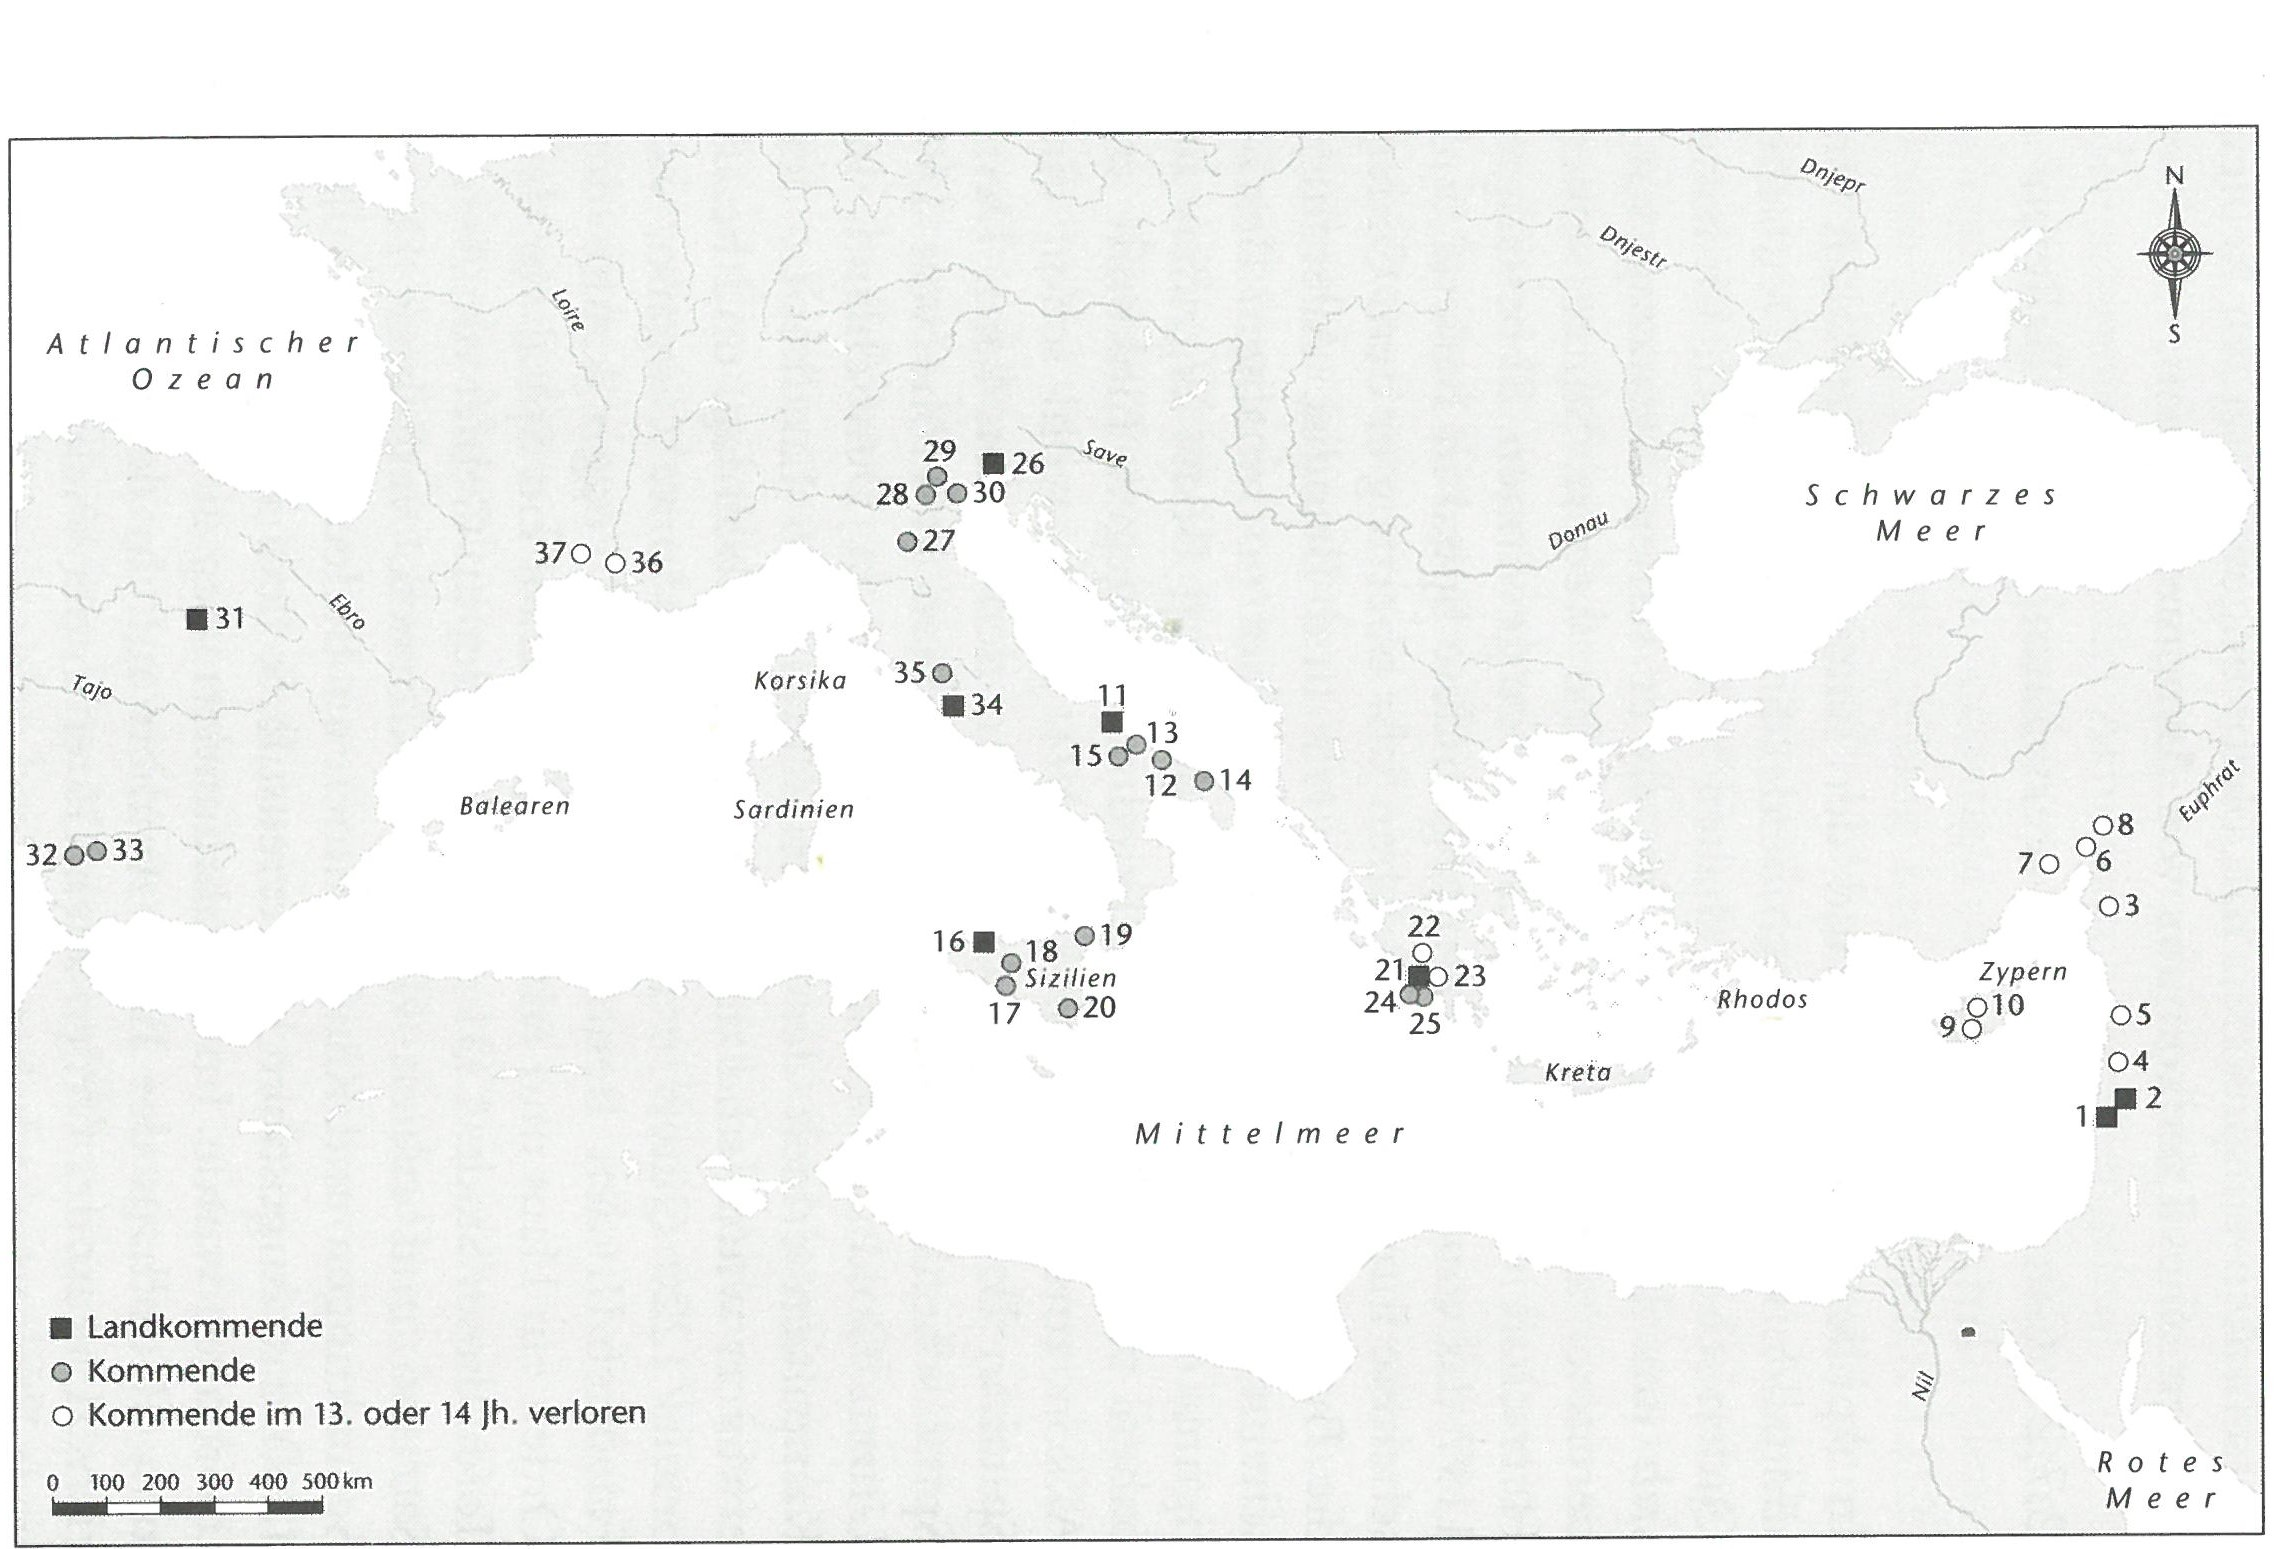 Dnjepr
N
Dnjestr
Loire
S
Atlantischer
Ozean
29
26
Save
28
30
Schwarzes
Meer
27
Donau
37
36
31
Ebro
35
Korsika
Tajo
34
11
13
15
12
14
Balearen
Sardinien
Euphrat
8
32
33
7
6
3
22
16
19
18
21
23
Sizilien
Zypern
24
Rhodos
17
20
25
10
9
5
Kreta
4
2
1
Mittelmeer
Landkommende
Kommende
Nil
Kommende im 13. oder 14 Jh. verloren
Rotes
Meer
0 100 200 300 400 500 km